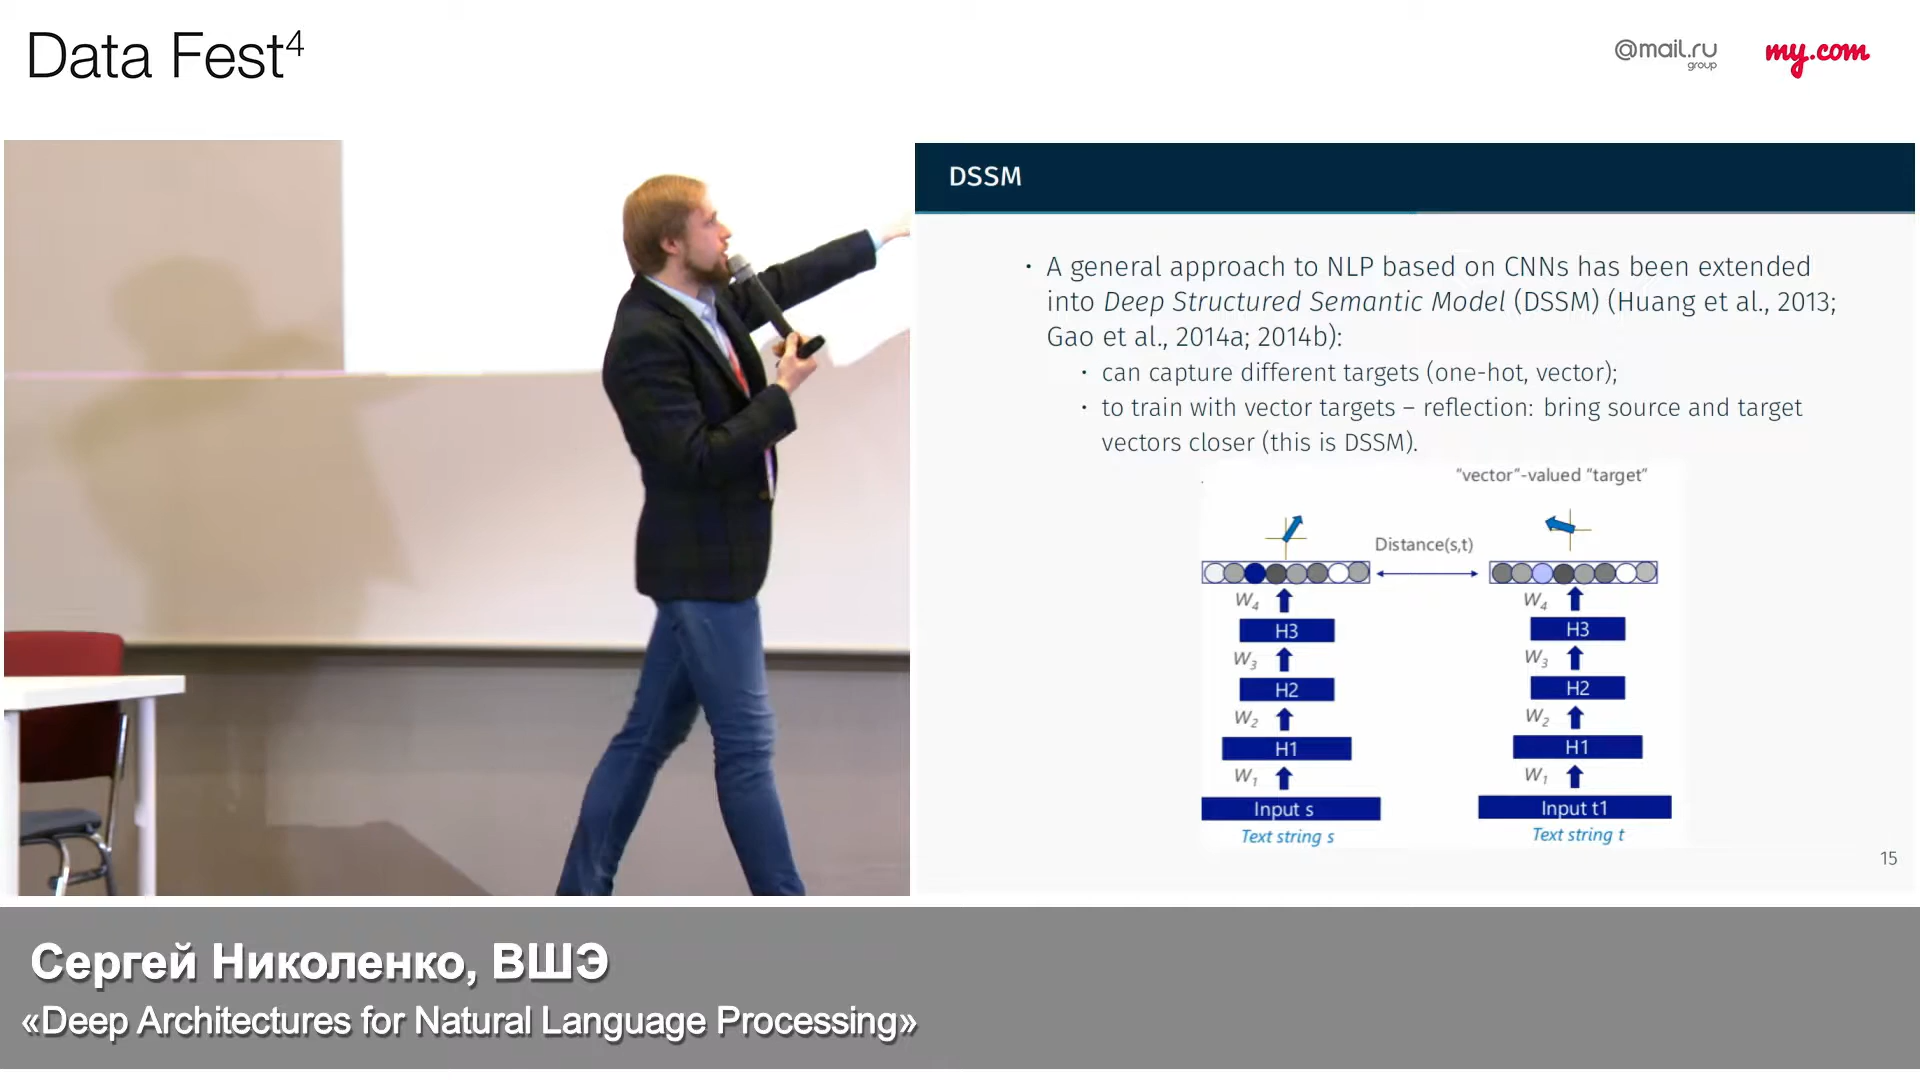 Data Fest⁴
@mail.ru
group
my.com
DSSM
· A general approach to NLP based on CNNs has been extended
into Deep Structured Semantic Model (DSSM) (Huang et al., 2013;
Gao et al., 2014a; 2014b):
· can capture different targets (one-hot, vector);
· to train with vector targets – reflection: bring source and target
vectors closer (this is DSSM).
"vector"-valued "target"
Distance(s,t)
W4 W4
H3 H3
W3 W3
H2 H2
W2 W2
H1 H1
W1 W1
Input s Input t1
Text string s Text string t
15
Сергей Николенко, ВШЭ
«Deep Architectures for Natural Language Processing»